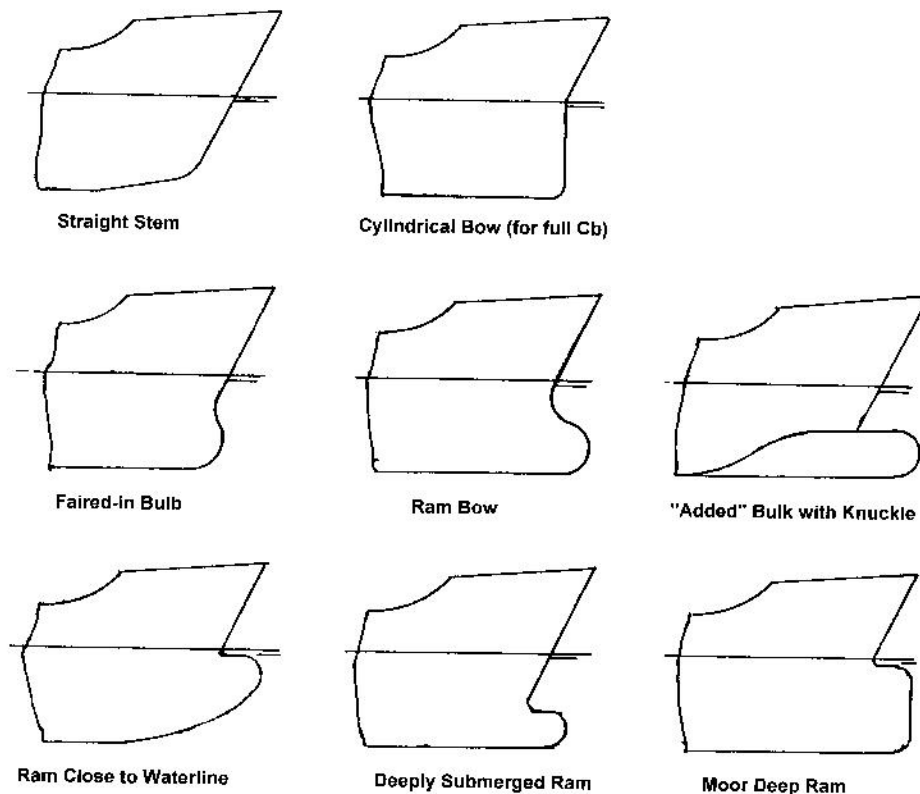 Straight Stem
Cylindrical Bow (for full Cb)
Faired-in Bulb
Ram Bow
"Added" Bulk with Knuckle
Ram Close to Waterline
Deeply Submerged Ram
Moor Deep Ram